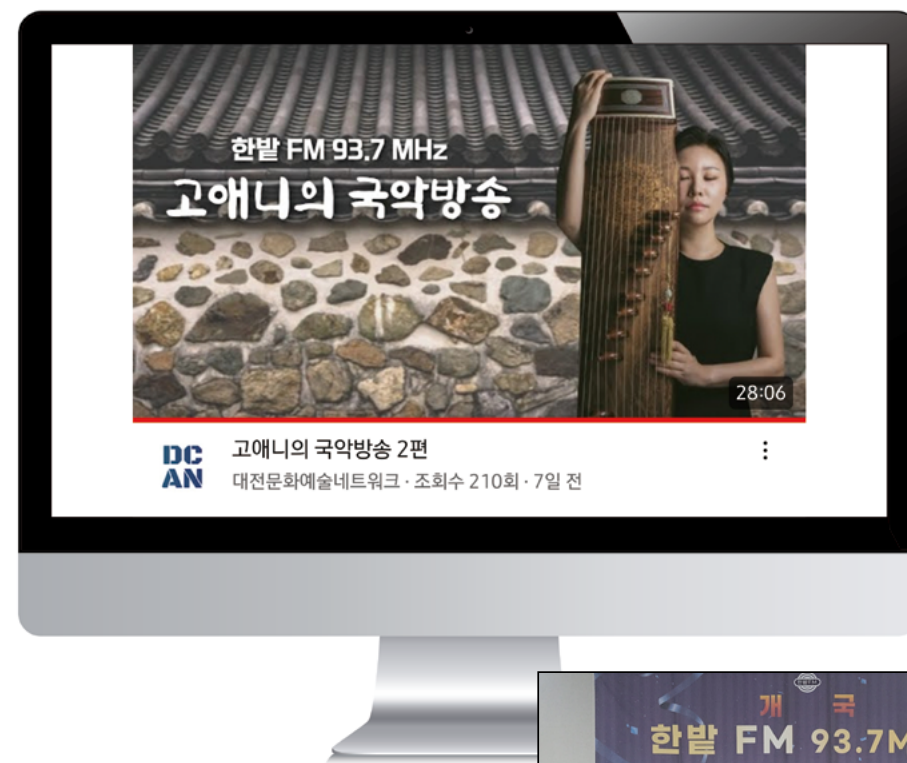 한밭 FM 93.7 MHz
고애니의 국악방송
28:06
DC
AN
고애니의 국악방송 2편
대전문화예술네트워크 · 조회수 210회 · 7일 전
개 국
한밭 FM 93.7M